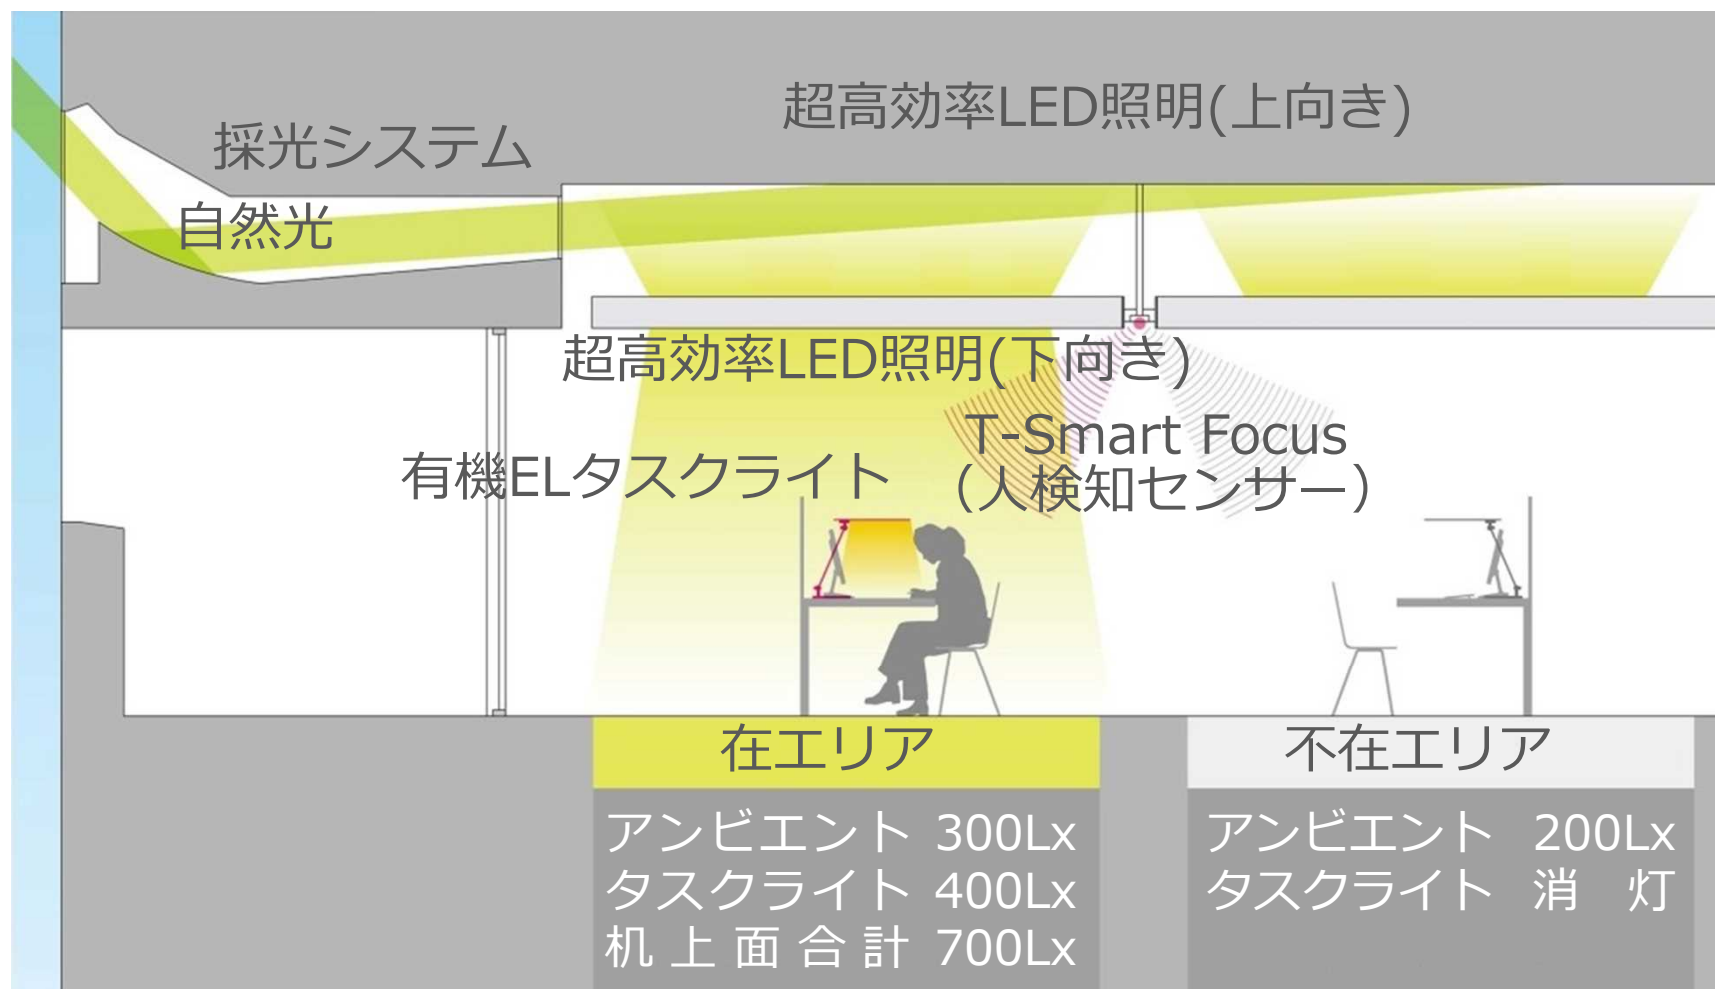 超高効率LED照明(上向き)
採光システム
自然光
超高効率LED照明(下向き)
T-Smart Focus
(人検知センサー)
有機ELタスクライト
在エリア
アンビエント 300Lx
タスクライト 400Lx
机上面合計 700Lx
不在エリア
アンビエント 200Lx
タスクライト 消 灯